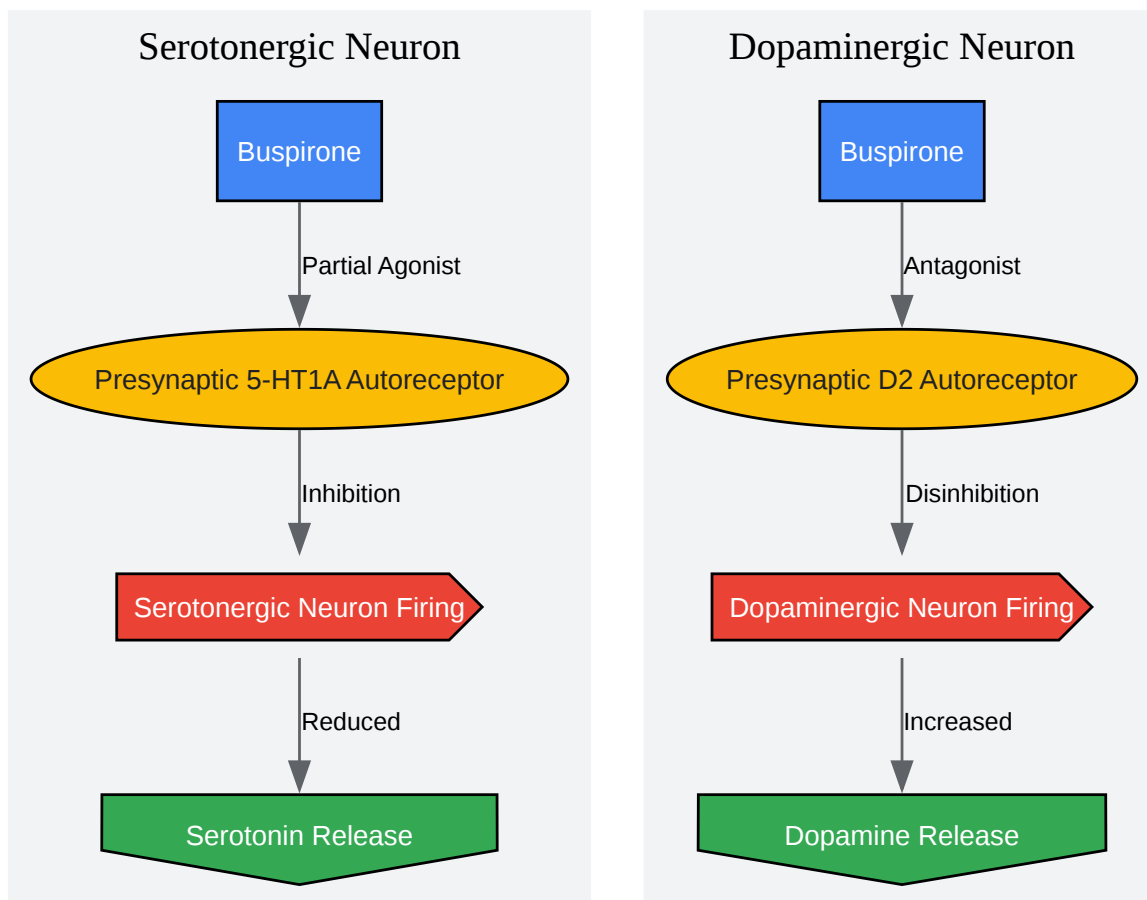 Serotonergic Neuron
Buspirone
Partial Agonist
Presynaptic 5-HT1A Autoreceptor
Inhibition
Serotonergic Neuron Firing
Reduced
Serotonin Release
Dopaminergic Neuron
Buspirone
Antagonist
Presynaptic D2 Autoreceptor
Disinhibition
Dopaminergic Neuron Firing
Increased
Dopamine Release